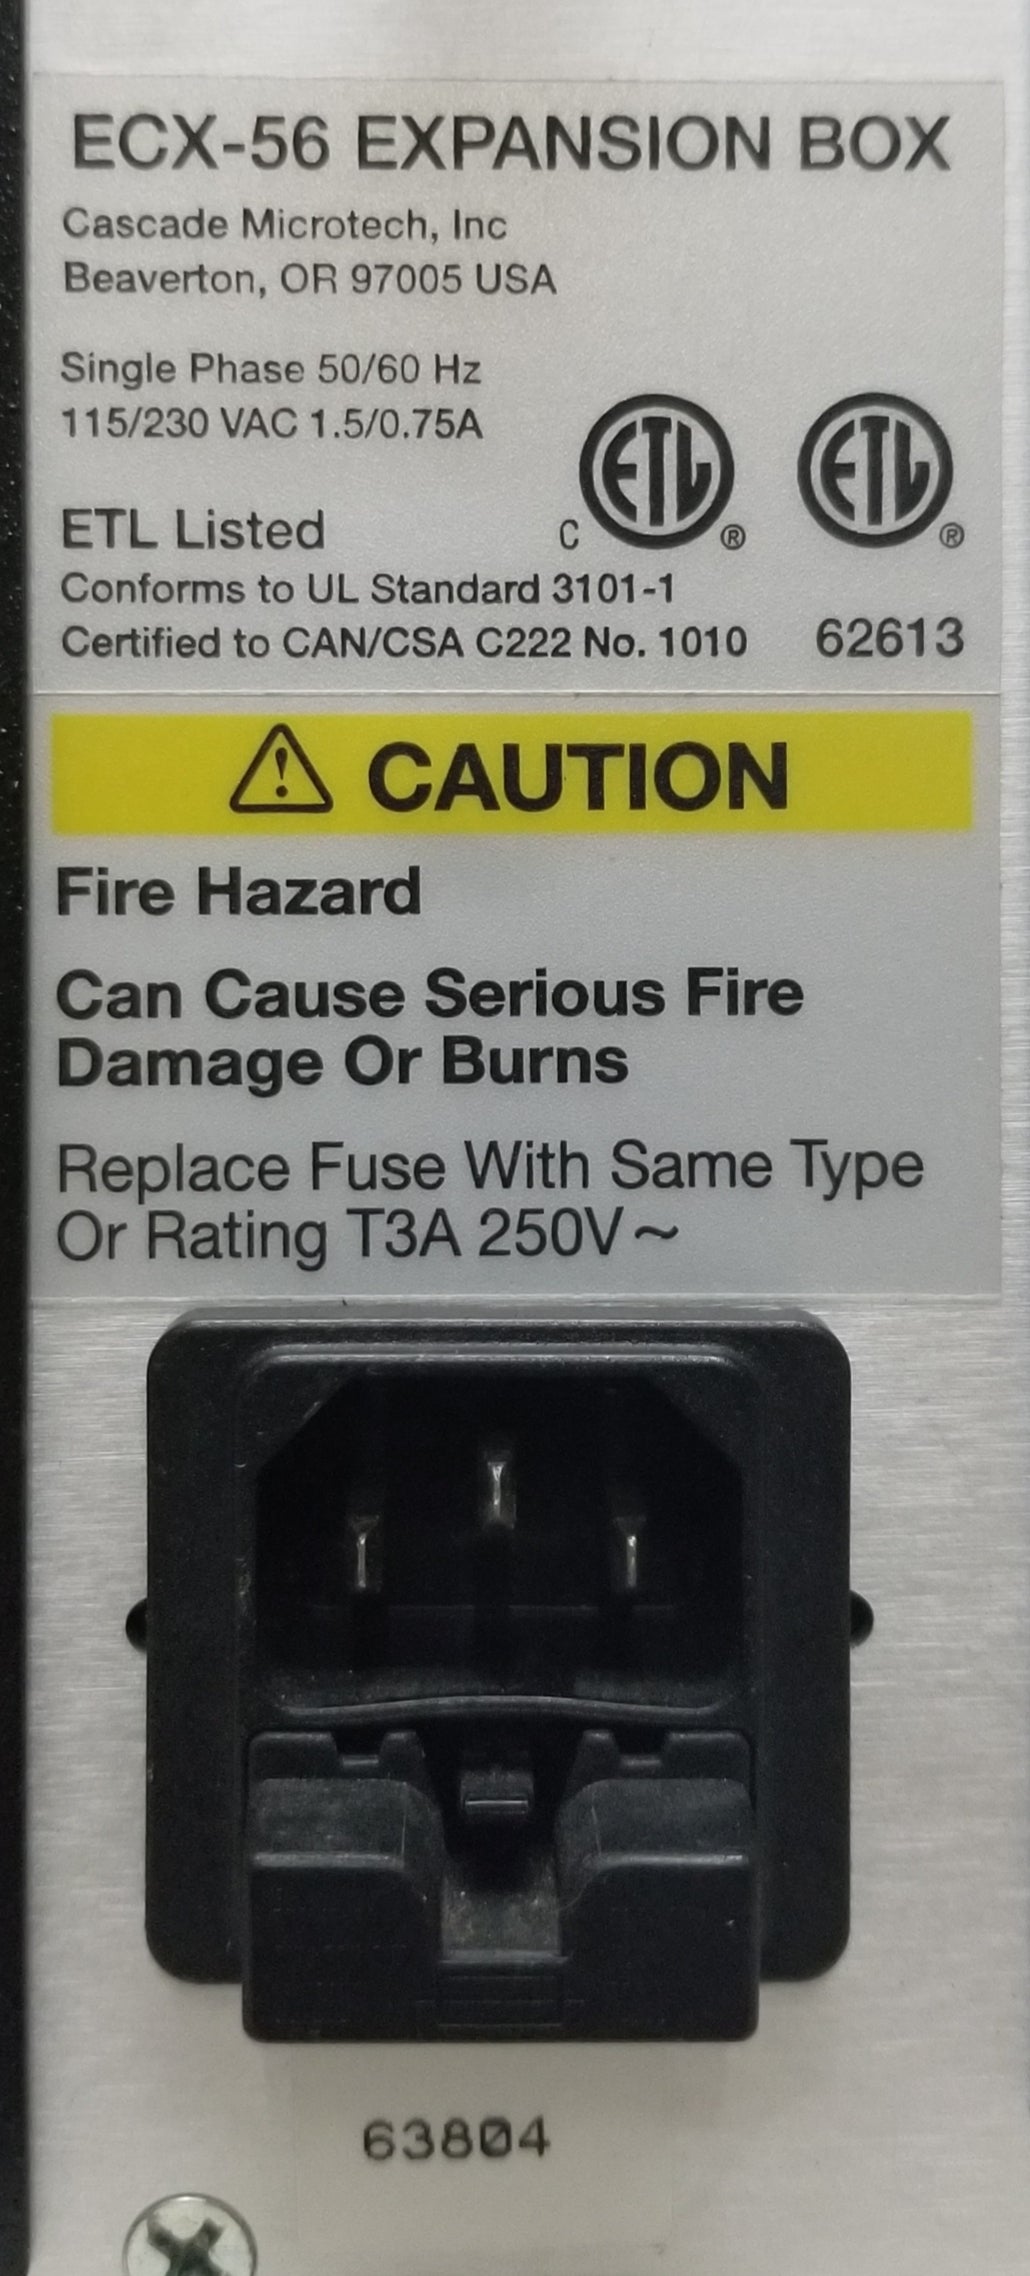 ECX-56 EXPANSION BOX
Cascade Microtech, Inc
Beaverton, OR 97005 USA
Single Phase 50/60 Hz
115/230 VAC 1.5/0.75A
ETL Listed
C ETL® ETL®
Conforms to UL Standard 3101-1
Certified to CAN/CSA C222 No. 1010
62613
CAUTION
Fire Hazard
Can Cause Serious Fire
Damage Or Burns
Replace Fuse With Same Type
Or Rating T3A 250V~
63804